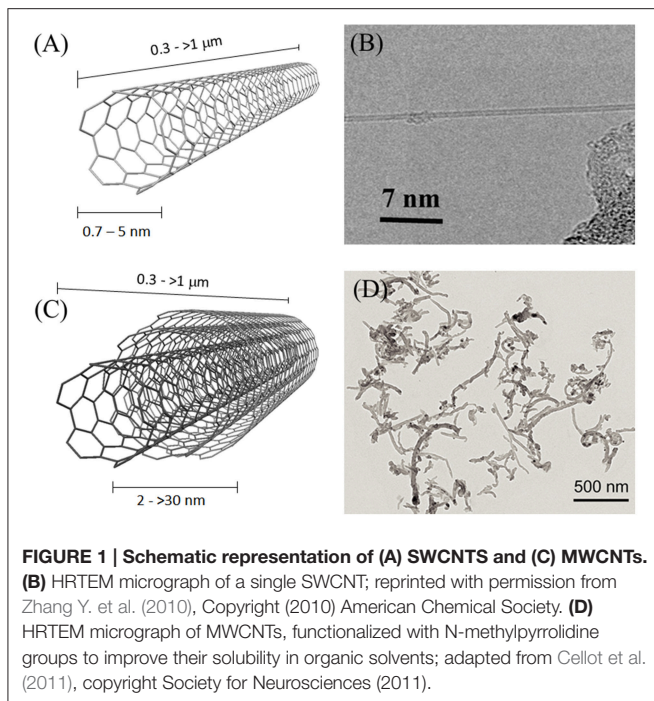 (A)
0.3 - >1 μm
0.7 – 5 nm
(B)
7 nm
0.3 - >1 μm
(C)
2 - >30 nm
(D)
500 nm
FIGURE 1 | Schematic representation of (A) SWCNTS and (C) MWCNTs.
(B) HRTEM micrograph of a single SWCNT; reprinted with permission from
Zhang Y. et al. (2010), Copyright (2010) American Chemical Society. (D)
HRTEM micrograph of MWCNTs, functionalized with N-methylpyrrolidine
groups to improve their solubility in organic solvents; adapted from Cellot et al.
(2011), copyright Society for Neurosciences (2011).